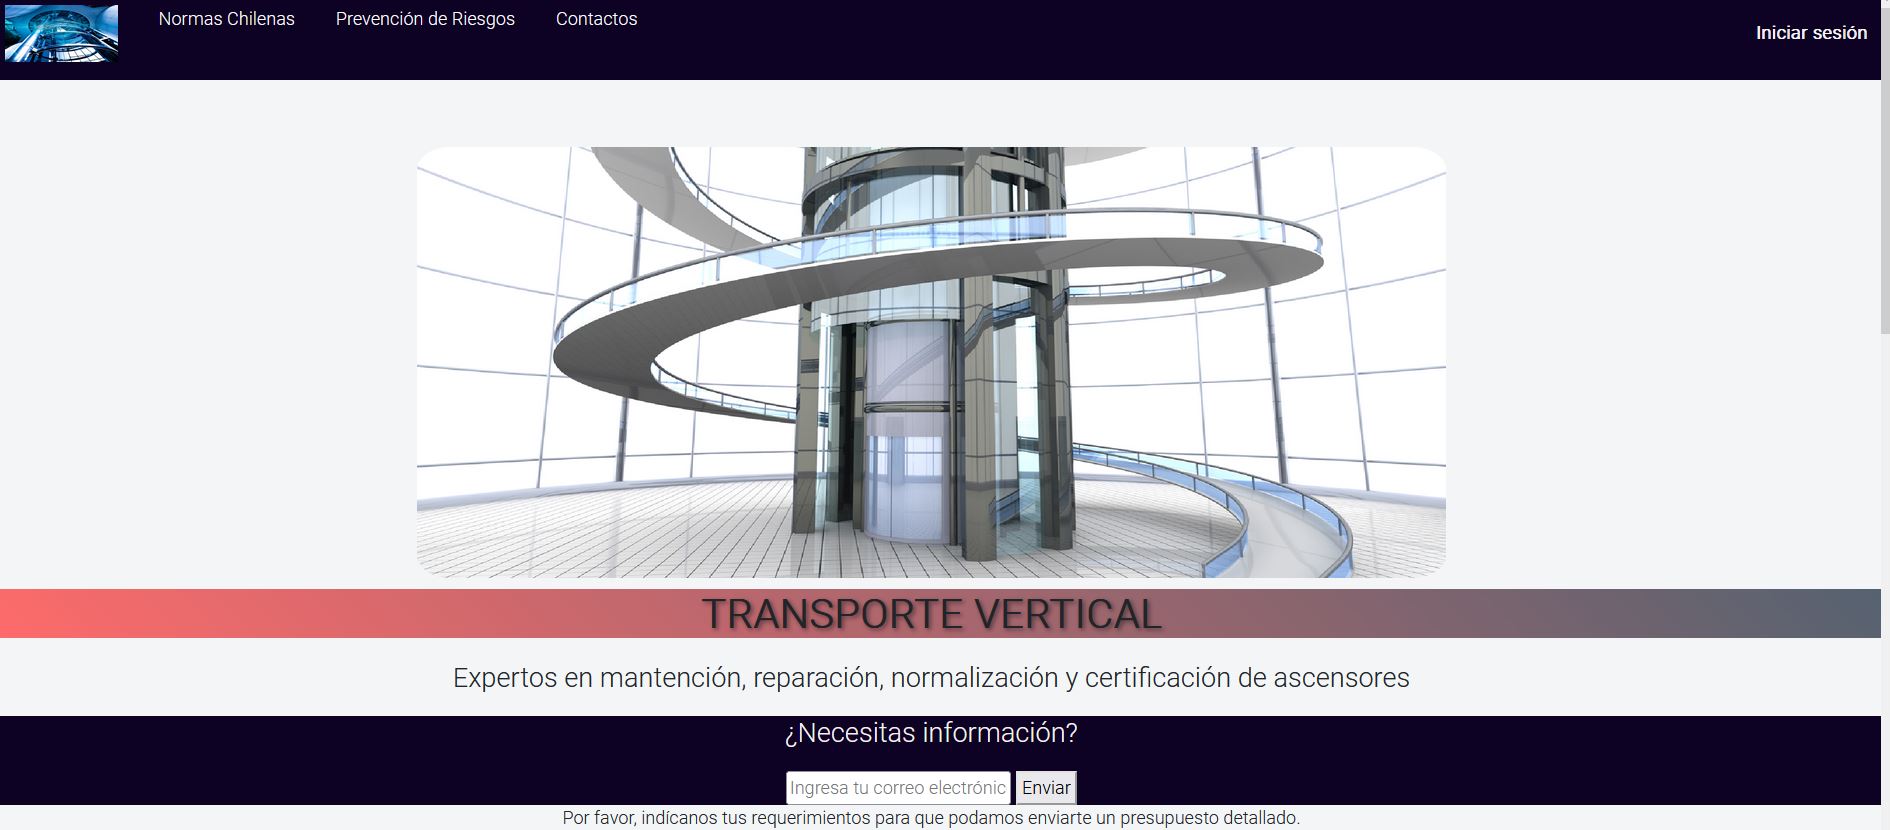 Normas Chilenas
Prevención de Riesgos
Contactos
Iniciar sesión
TRANSPORTE VERTICAL
Expertos en mantención, reparación, normalización y certificación de ascensores
¿Necesitas información?
Ingresa tu correo electrónic
Enviar
Por favor, indícanos tus requerimientos para que podamos enviarte un presupuesto detallado.